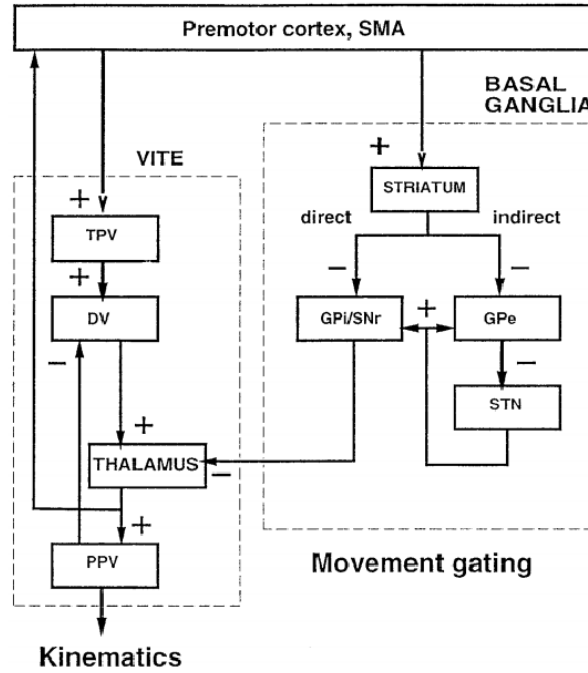 Premotor cortex, SMA
BASAL
GANGLIA
VITE
+
+
STRIATUM
direct
indirect
+
TPV
+
−
−
DV
GPi/SNr
+
GPe
−
−
STN
+
THALAMUS
−
+
PPV
Movement gating
Kinematics